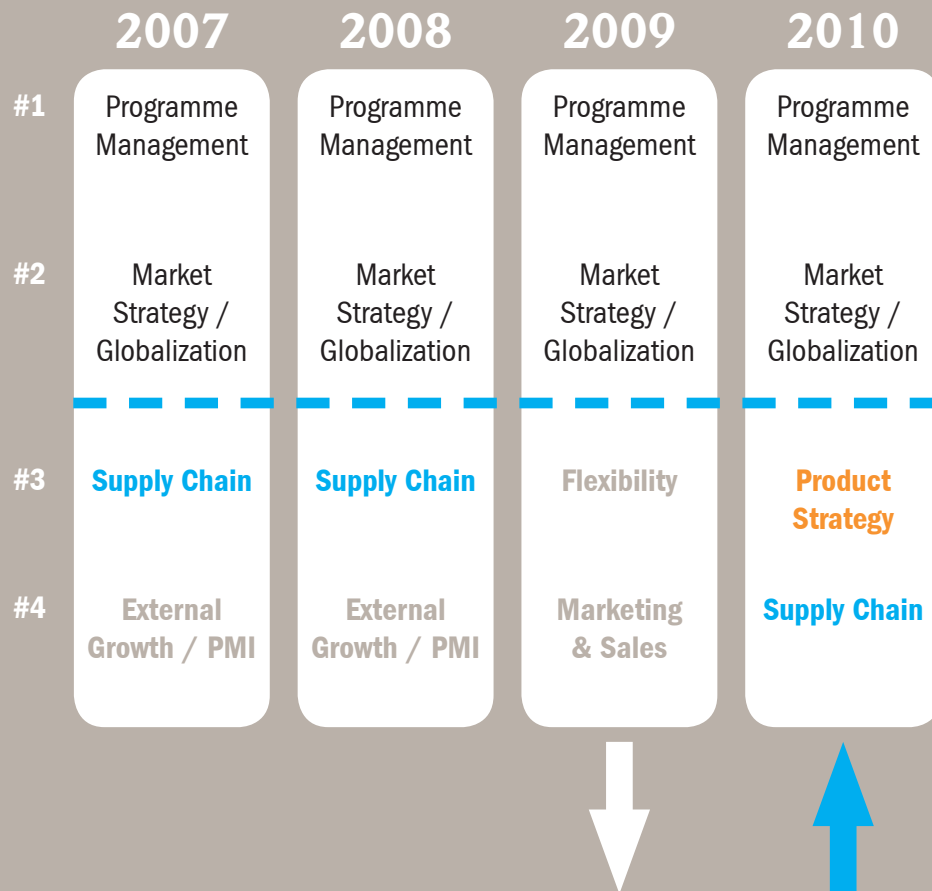 2007 2008 2009 2010
#1
Programme
Management
Programme
Management
Programme
Management
Programme
Management
#2
Market
Strategy /
Globalization
Market
Strategy /
Globalization
Market
Strategy /
Globalization
Market
Strategy /
Globalization
#3
Supply Chain
Supply Chain
Flexibility
Product
Strategy
#4
External
Growth / PMI
External
Growth / PMI
Marketing
& Sales
Supply Chain